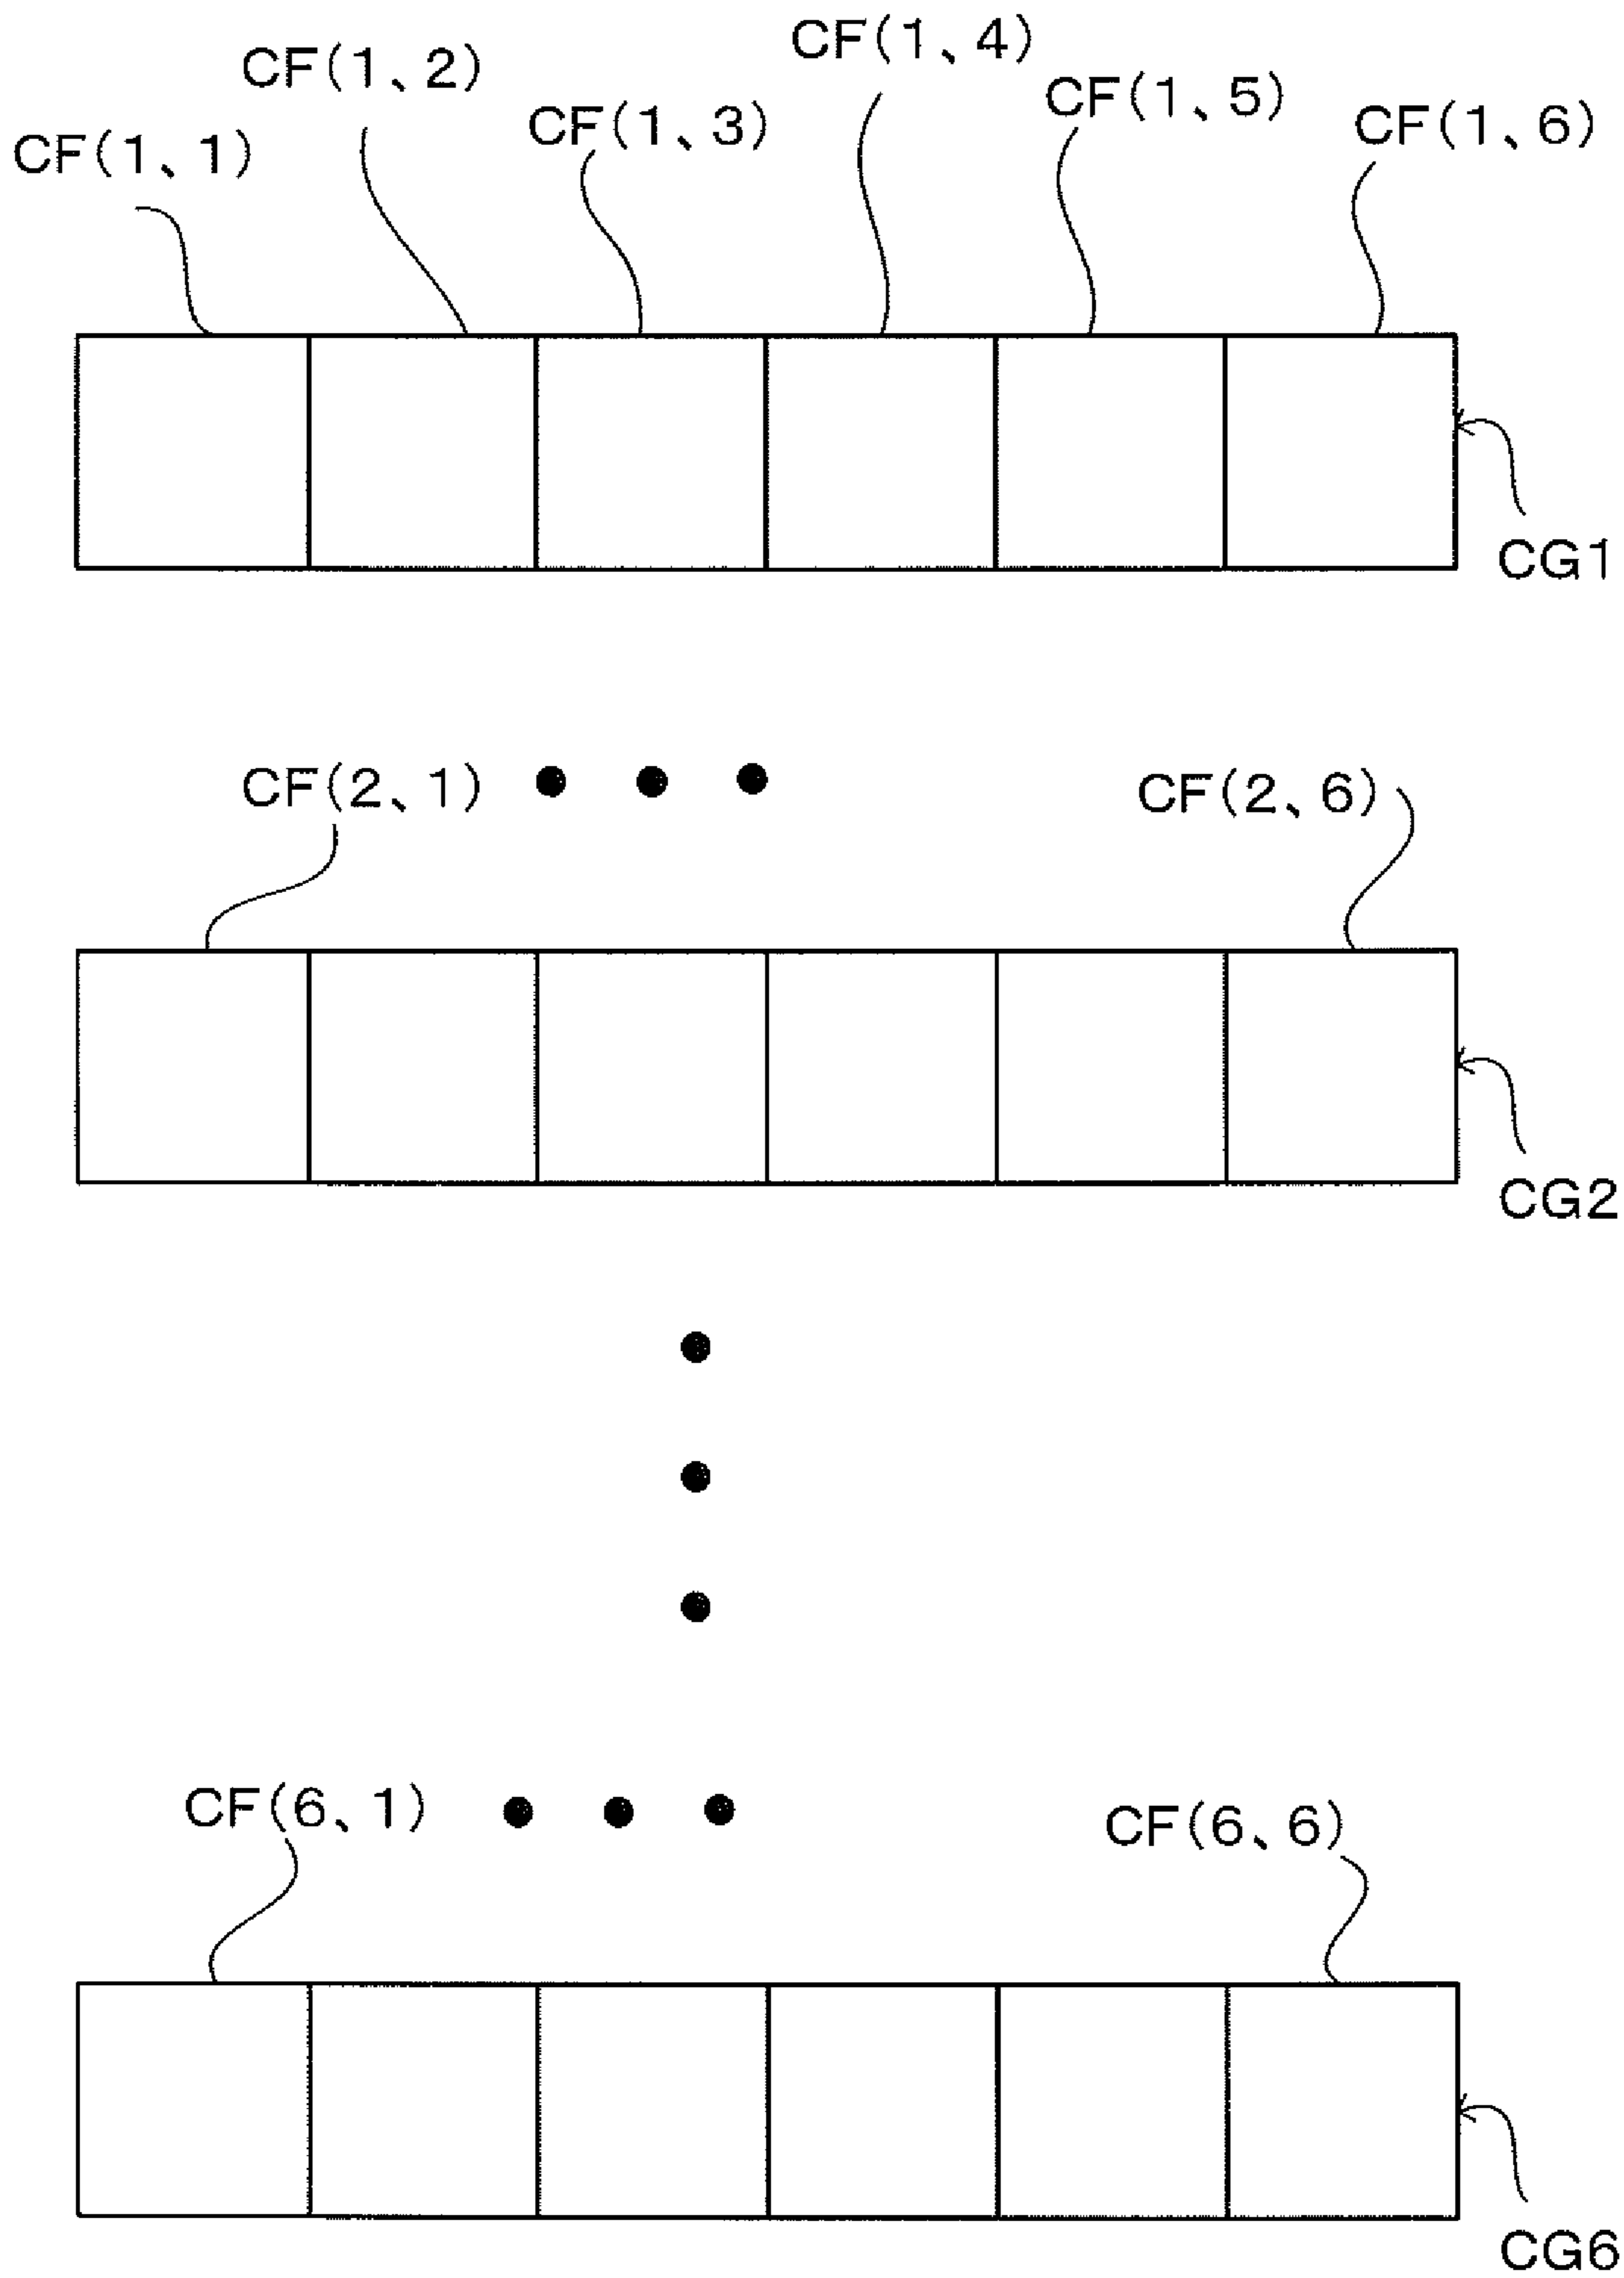 CF(1、1)
CF(1、2)
CF(1、3)
CF(1、4)
CF(1、5)
CF(1、6)
CG1
CF(2、1) ● ● ●
CF(2、6)
CG2
CF(6、1) ● ● ●
CF(6、6)
CG6